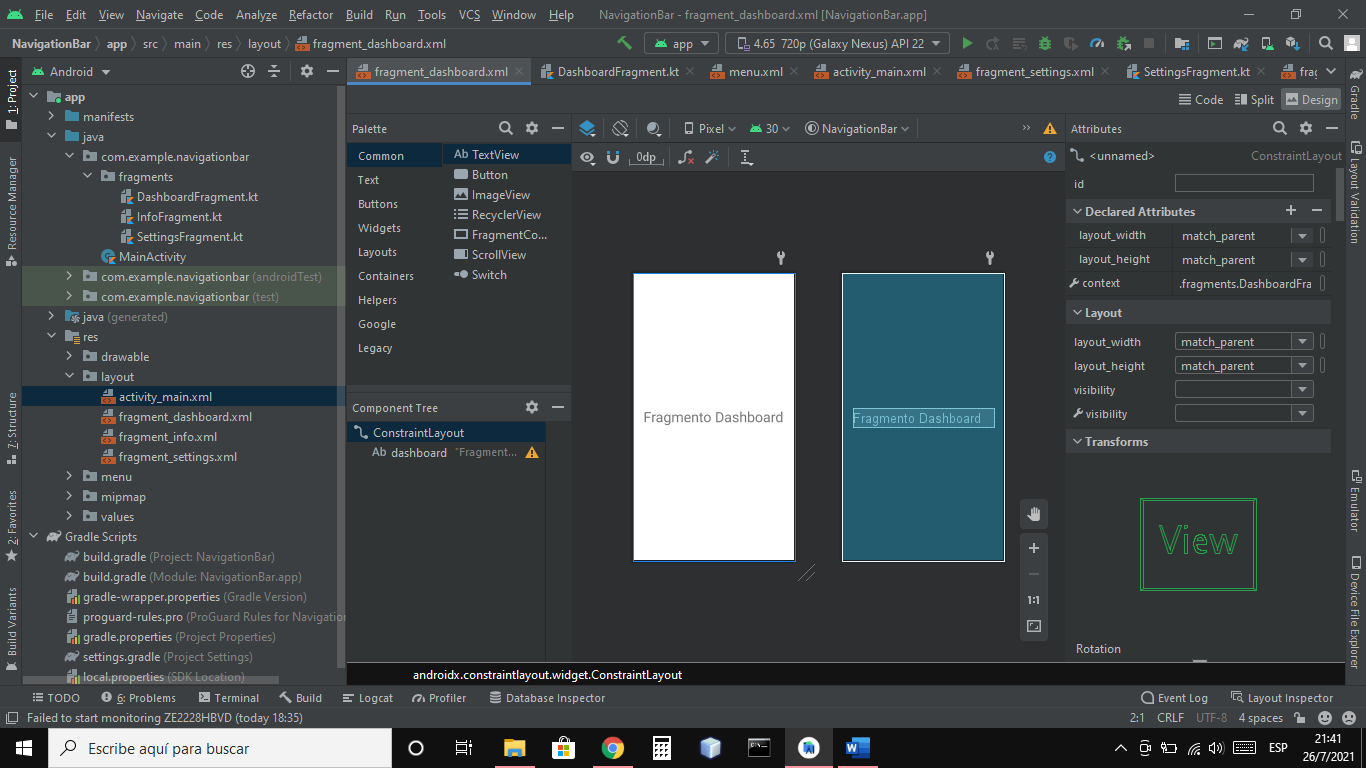 File Edit View Navigate Code Analyze Refactor Build Run Tools VCS Window Help NavigationBar - fragment_dashboard.xml [NavigationBar.app]
NavigationBar app src main res layout fragment_dashboard.xml app 4.65 720p (Galaxy Nexus) API 22
1: Project
Resource Manager
7: Structure
2: Favorites
Build Variants
Android
app
manifests
java
com.example.navigationbar
fragments
DashboardFragment.kt
InfoFragment.kt
SettingsFragment.kt
MainActivity
com.example.navigationbar (androidTest)
com.example.navigationbar (test)
java (generated)
res
drawable
layout
activity_main.xml
fragment_dashboard.xml
fragment_info.xml
fragment_settings.xml
menu
mipmap
values
Gradle Scripts
build.gradle (Project: NavigationBar)
build.gradle (Module: NavigationBar.app)
gradle-wrapper.properties (Gradle Version)
proguard-rules.pro (ProGuard Rules for Navigation
gradle.properties (Project Properties)
settings.gradle (Project Settings)
local.properties (SDK Location)
fragment_dashboard.xml DashboardFragment.kt menu.xml activity_main.xml fragment_settings.xml SettingsFragment.kt frag
Code Split Design
Palette
Common
Text
Buttons
Widgets
Layouts
Containers
Helpers
Google
Legacy
Ab TextView
Button
ImageView
RecyclerView
FragmentCo...
ScrollView
Switch
Component Tree
ConstraintLayout
Ab dashboard "Fragment...
Pixel 30 NavigationBar
0dp
Fragmento Dashboard
Fragmento Dashboard
1:1
Attributes
<unnamed> ConstraintLayout
id
Declared Attributes
layout_width match_parent
layout_height match_parent
context .fragments.DashboardFra
Layout
layout_width match_parent
layout_height match_parent
visibility
visibility
Transforms
View
Rotation
Gradle
Layout Validation
Emulator
Device File Explorer
androidx.constraintlayout.widget.ConstraintLayout
TODO 6: Problems Terminal Build Logcat Profiler Database Inspector Event Log Layout Inspector
Failed to start monitoring ZE2228HBVD (today 18:35) 2:1 CRLF UTF-8 4 spaces
Escribe aquí para buscar
ESP
21:41
26/7/2021